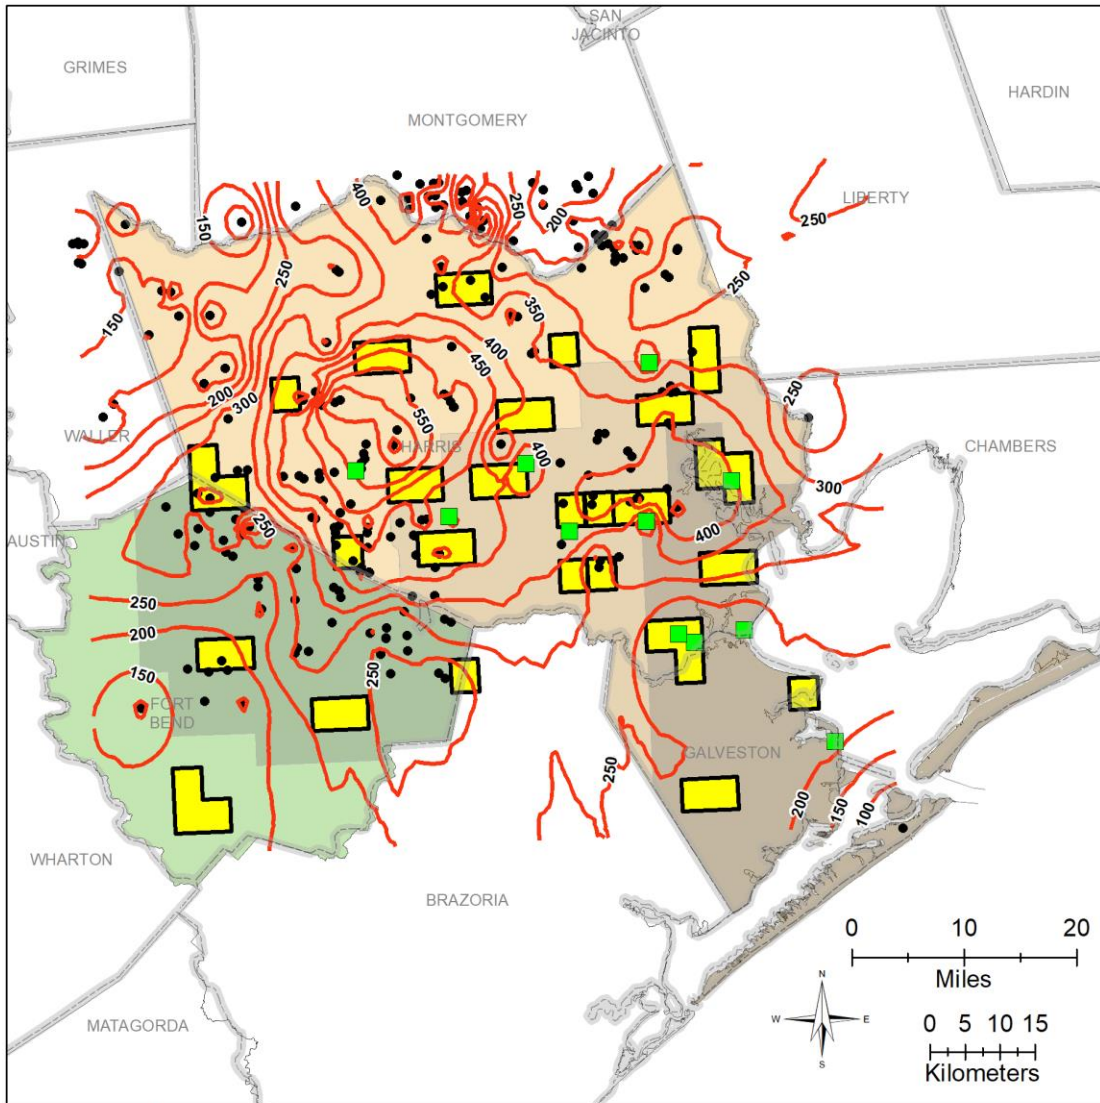 SAN
JACINTO
GRIMES
HARDIN
MONTGOMERY
400
250
LIBERTY
150
200
250
250
250
150
350
400
450
200
300
550
250
WALLER
HARRIS
400
CHAMBERS
300
250
400
AUSTIN
250
200
250
150
FORT
BEND
GALVESTON
250
200
150
100
WHARTON
BRAZORIA
0 10 20
Miles
N
W E
S
MATAGORDA
0 5 10 15
Kilometers